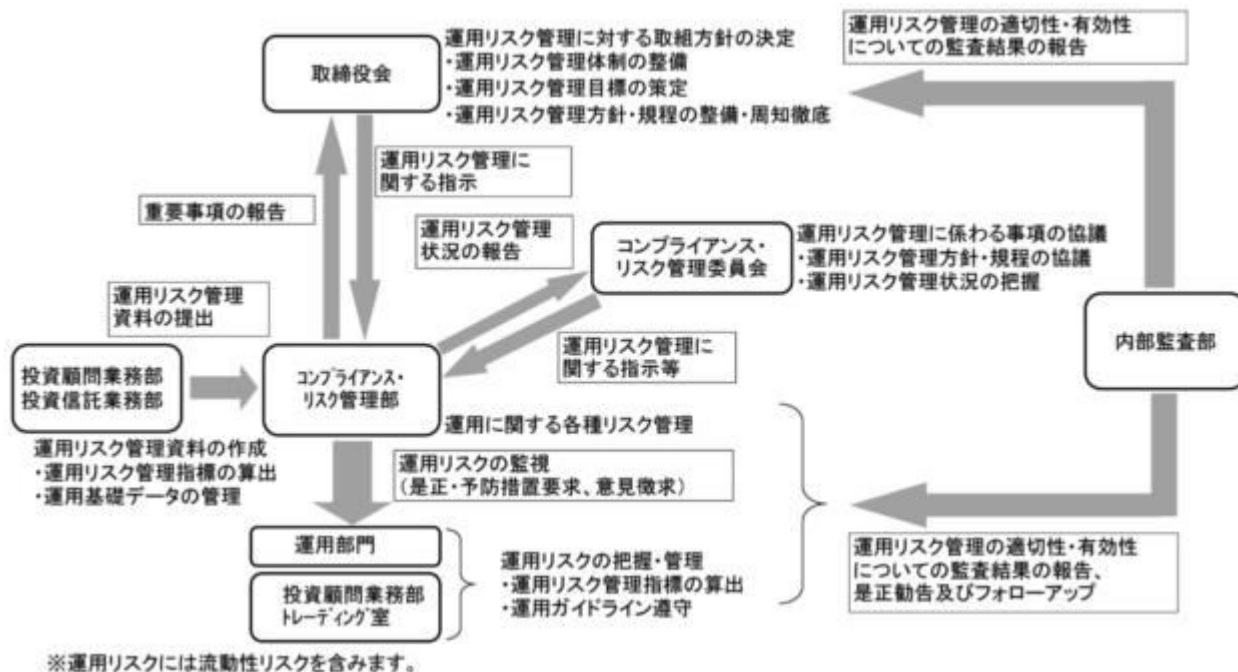 取締役会
運用リスク管理に対する取組方針の決定
・運用リスク管理体制の整備
・運用リスク管理目標の策定
・運用リスク管理方針・規程の整備・周知徹底
運用リスク管理の適切性・有効性
についての監査結果の報告
運用リスク管理に
関する指示
重要事項の報告
運用リスク管理
状況の報告
コンプライアンス・
リスク管理委員会
運用リスク管理に係わる事項の協議
・運用リスク管理方針・規程の協議
・運用リスク管理状況の把握
運用リスク管理
資料の提出
運用リスク管理に
関する指示等
内部監査部
投資顧問業務部
投資信託業務部
コンプライアンス・
リスク管理部
運用に関する各種リスク管理
運用リスク管理資料の作成
・運用リスク管理指標の算出
・運用基礎データの管理
運用リスクの監視
(是正・予防措置要求、意見徴求)
運用部門
投資顧問業務部
トレーディング室
運用リスクの把握・管理
・運用リスク管理指標の算出
・運用ガイドライン遵守
運用リスク管理の適切性・有効性
についての監査結果の報告、
是正勧告及びフォローアップ
※運用リスクには流動性リスクを含みます。